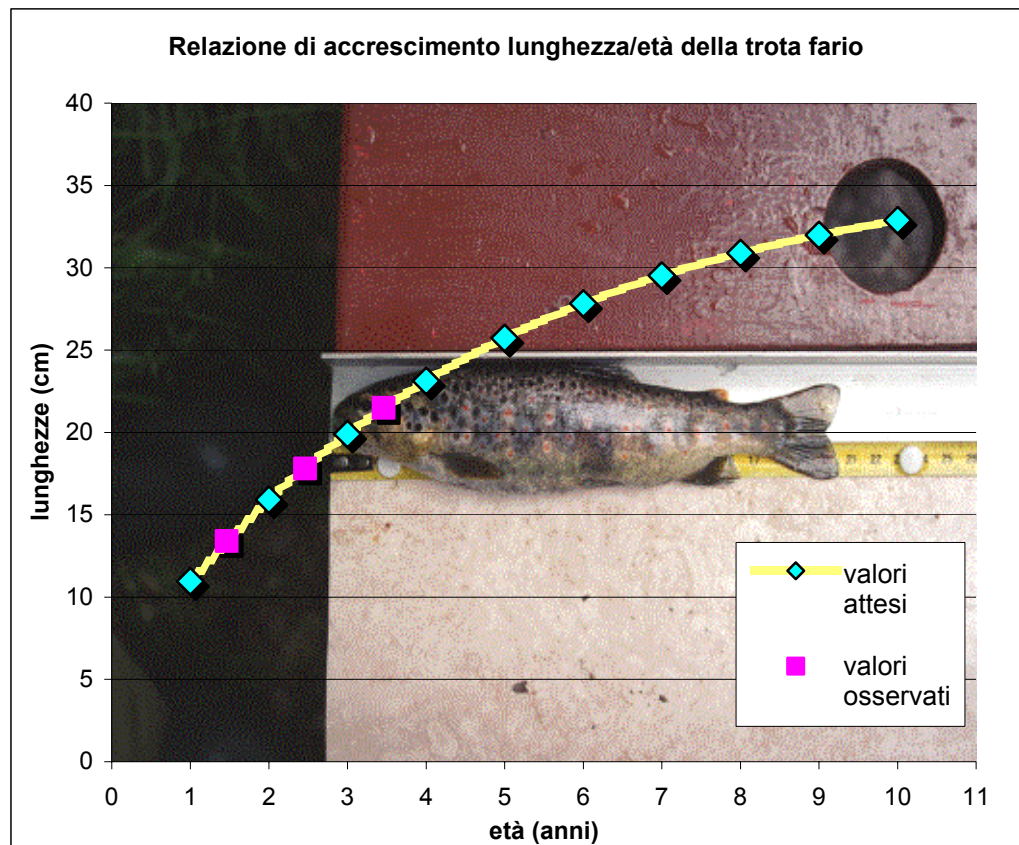 Relazione di accrescimento lunghezza/età della trota fario
40
35
30
25
20
15
10
5
0
lunghezze (cm)
0 1 2 3 4 5 6 7 8 9 10 11
età (anni)
valori
attesi
valori
osservati